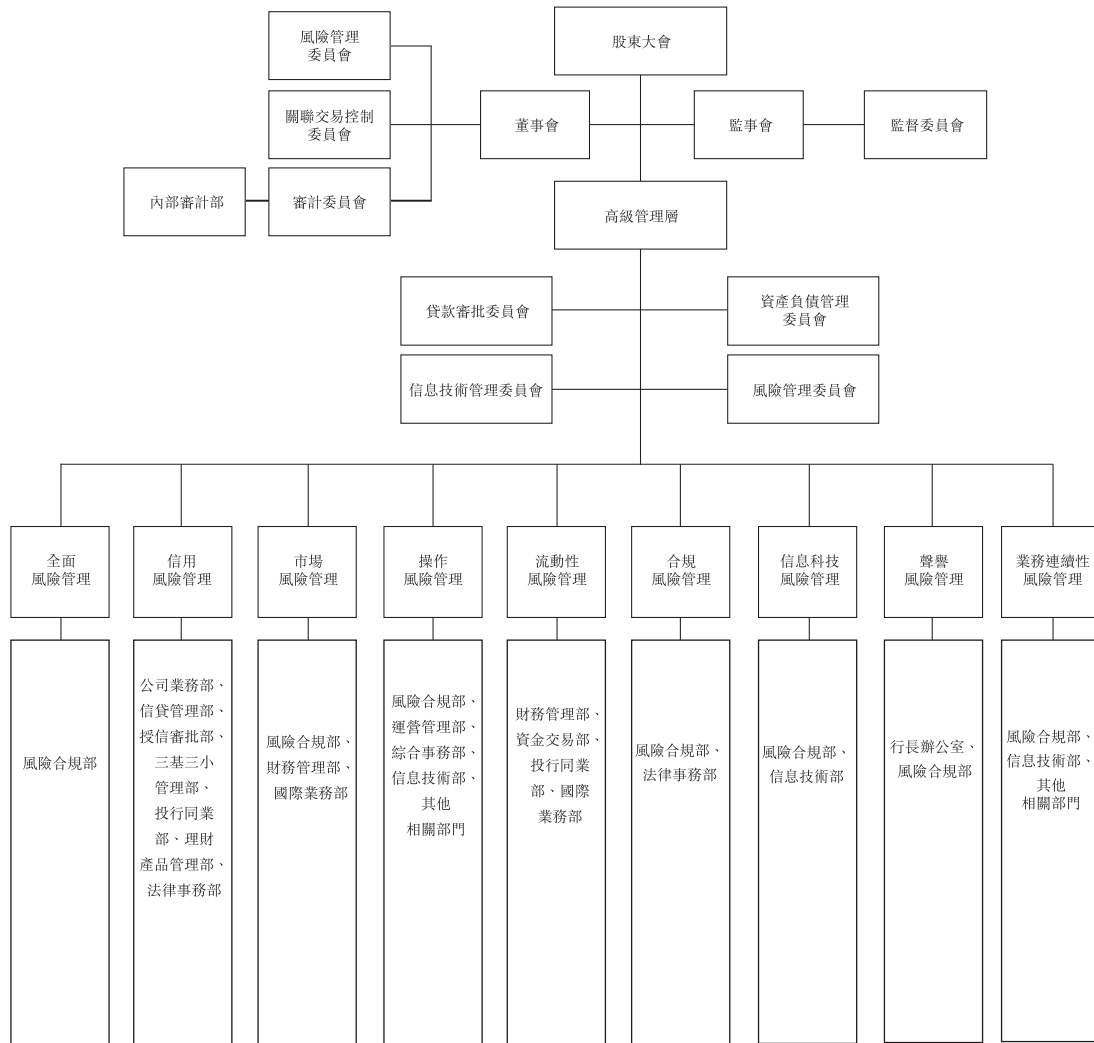 股東大會
風險管理
委員會
關聯交易控制
委員會
董事會
監事會
監督委員會
內部審計部
審計委員會
高級管理層
貸款審批委員會
資產負債管理
委員會
信息技術管理委員會
風險管理委員會
全面
風險管理
信用
風險管理
市場
風險管理
操作
風險管理
流動性
風險管理
合規
風險管理
信息科技
風險管理
聲譽
風險管理
業務連續性
風險管理
風險合規部
公司業務部、
信貸管理部、
授信審批部、
三基三小
管理部、
投行同業
部、理財
產品管理部、
法律事務部
風險合規部、
財務管理部、
國際業務部
風險合規部、
運營管理部、
綜合事務部、
信息技術部、
其他
相關部門
財務管理部、
資金交易部、
投行同業
部、國際
業務部
風險合規部、
法律事務部
風險合規部、
信息技術部
行長辦公室、
風險合規部
風險合規部、
信息技術部、
其他
相關部門